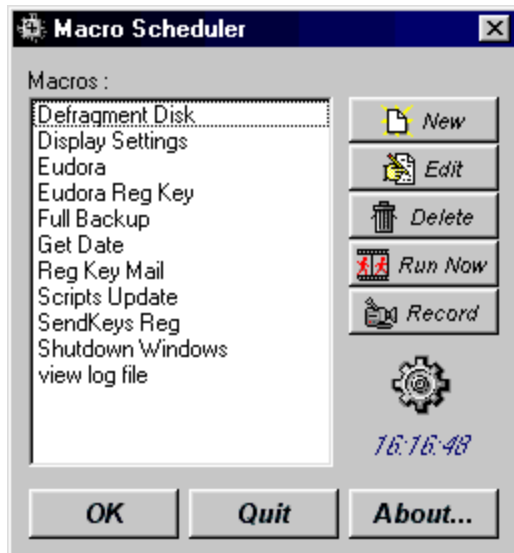 Macro Scheduler
Macros :
Defragment Disk
Display Settings
Eudora
Eudora Reg Key
Full Backup
Get Date
Reg Key Mail
Scripts Update
SendKeys Reg
Shutdown Windows
view log file
New
Edit
Delete
Run Now
Record
16:16:48
OK
Quit
About...